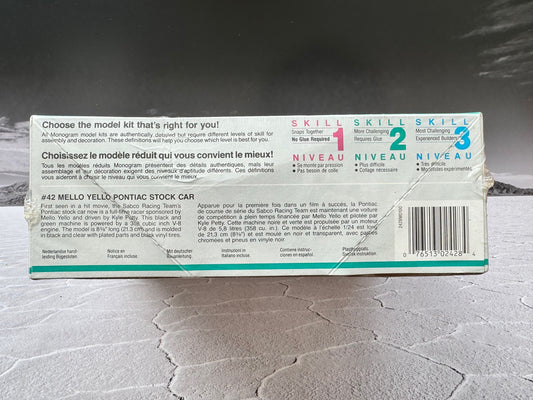 Choose the model kit that's right for you!
All Monogram model kits are authentically detailed but require different levels of skill for
assembly and decoration. These definitions will help you choose which level is best for you.
Choisissez le modèle réduit qui vous convient le mieux!
Tous les modèles réduits Monogram présentent des détails authentiques, mais leur
assemblage et leur décoration exigent des niveaux d'aptitude différents. Ces définitions
vous aideront à choisir le niveau qui vous convient le mieux.
SKILL
Snaps Together
No Glue Required
1
NIVEAU
• Se monte par pression
• Pas besoin de colle.
SKILL
More Challenging
Requires Glue
2
NIVEAU
• Plus difficile
• Collage nécessaire
SKILL
Most Challenging
Experienced Builders
3
NIVEAU
• Très difficile
• Modélistes expérimentés.
#42 MELLO YELLO PONTIAC STOCK CAR
First seen in a hit movie, the Sabco Racing Team's
Pontiac stock car now is a full-time racer sponsored by
Mello Yello and driven by Kyle Petty. This black and
green machine is powered by a 358 cubic inch V-8
engine. The model is 8⅜" long (21,3 cm) and is molded
in black and clear with plated parts and black vinyl tires.
Apparue pour la première fois dans un film à succès, la Pontiac
de course de série du Sabco Racing Team est maintenant une voiture
de compétition à plein temps financée par Mello Yello et pilotée par
Kyle Petty. Cette machine noire et verte est propulsée par un moteur
V-8 de 5,8 litres (358 cu. in.). Ce modèle à l'échelle 1/24 est long
de 21,3 cm (8⅜") et est moulé en noir et transparent, avec pièces
chromées et pneus en vinyle noir.
Nederlandse hand-
leiding Bijgesloten.
Notice en
Français incluse.
Mit deutscher
Bauanleitung.
Instruzioni in
Italiano incluse.
Contiene instruc-
ciones en español.
0 76513 02428 4